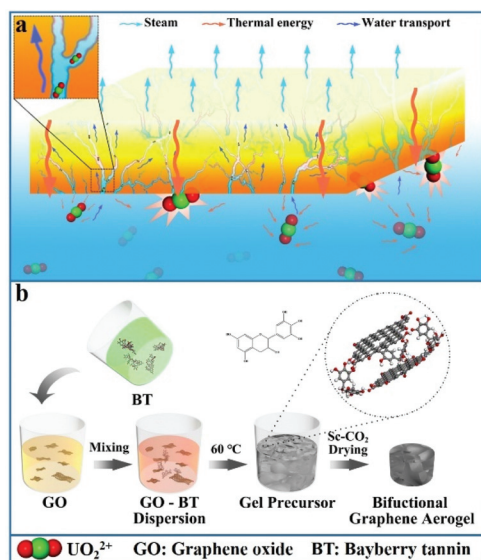 a
Steam
Thermal energy
Water transport
b
BT
Mixing
60 °C
Sc-CO₂
Drying
GO
GO - BT
Dispersion
Gel Precursor
Bifuctional
Graphene Aerogel
UO₂²⁺ GO: Graphene oxide BT: Bayberry tannin